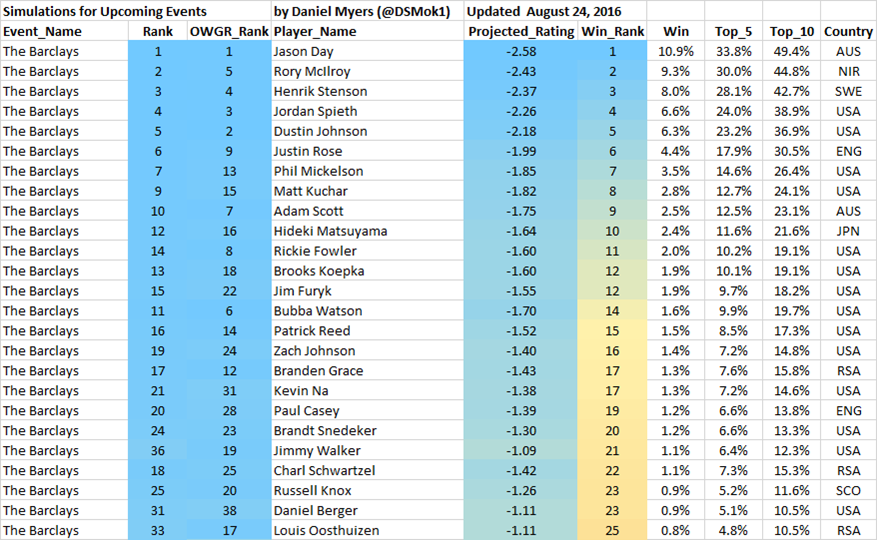 Simulations for Upcoming Events by Daniel Myers (@DSMok1) Updated August 24, 2016
Event_Name Rank OWGR_Rank Player_Name Projected_Rating Win_Rank Win Top_5 Top_10 Country
The Barclays 1 1 Jason Day -2.58 1 10.9% 33.8% 49.4% AUS
The Barclays 2 5 Rory McIlroy -2.43 2 9.3% 30.0% 44.8% NIR
The Barclays 3 4 Henrik Stenson -2.37 3 8.0% 28.1% 42.7% SWE
The Barclays 4 3 Jordan Spieth -2.26 4 6.6% 24.0% 38.9% USA
The Barclays 5 2 Dustin Johnson -2.18 5 6.3% 23.2% 36.9% USA
The Barclays 6 9 Justin Rose -1.99 6 4.4% 17.9% 30.5% ENG
The Barclays 7 13 Phil Mickelson -1.85 7 3.5% 14.6% 26.4% USA
The Barclays 9 15 Matt Kuchar -1.82 8 2.8% 12.7% 24.1% USA
The Barclays 10 7 Adam Scott -1.75 9 2.5% 12.5% 23.1% AUS
The Barclays 12 16 Hideki Matsuyama -1.64 10 2.4% 11.6% 21.6% JPN
The Barclays 14 8 Rickie Fowler -1.60 11 2.0% 10.2% 19.1% USA
The Barclays 13 18 Brooks Koepka -1.60 12 1.9% 10.1% 19.1% USA
The Barclays 15 22 Jim Furyk -1.55 12 1.9% 9.7% 18.2% USA
The Barclays 11 6 Bubba Watson -1.70 14 1.6% 9.9% 19.7% USA
The Barclays 16 14 Patrick Reed -1.52 15 1.5% 8.5% 17.3% USA
The Barclays 19 24 Zach Johnson -1.40 16 1.4% 7.2% 14.8% USA
The Barclays 17 12 Branden Grace -1.43 17 1.3% 7.6% 15.8% RSA
The Barclays 21 31 Kevin Na -1.38 17 1.3% 7.2% 14.6% USA
The Barclays 20 28 Paul Casey -1.39 19 1.2% 6.6% 13.8% ENG
The Barclays 24 23 Brandt Snedeker -1.30 20 1.2% 6.6% 13.3% USA
The Barclays 36 19 Jimmy Walker -1.09 21 1.1% 6.4% 12.3% USA
The Barclays 18 25 Charl Schwartzel -1.42 22 1.1% 7.3% 15.3% RSA
The Barclays 25 20 Russell Knox -1.26 23 0.9% 5.2% 11.6% SCO
The Barclays 31 38 Daniel Berger -1.11 23 0.9% 5.1% 10.5% USA
The Barclays 33 17 Louis Oosthuizen -1.11 25 0.8% 4.8% 10.5% RSA